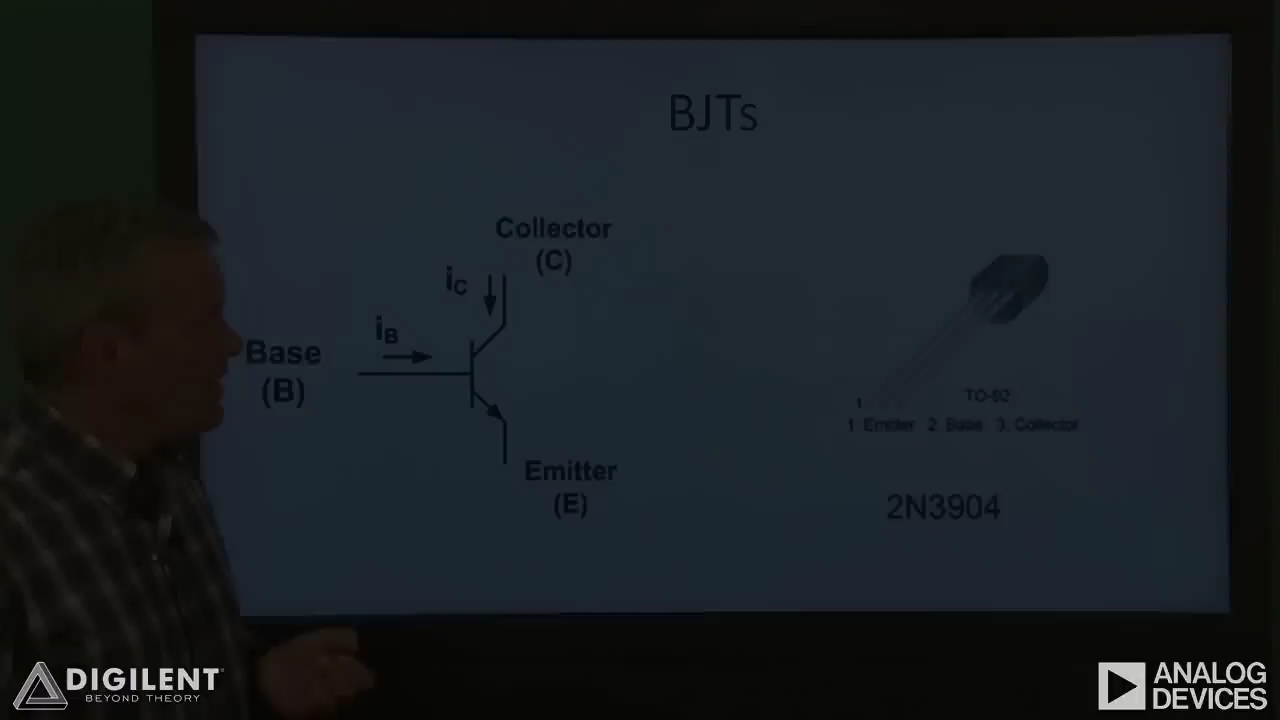 BJTs
Collector
(C)
iC
iB
Base
(B)
Emitter
(E)
1
TO-92
1. Emitter 2. Base 3. Collector
2N3904
DIGILENT
BEYOND THEORY
ANALOG
DEVICES